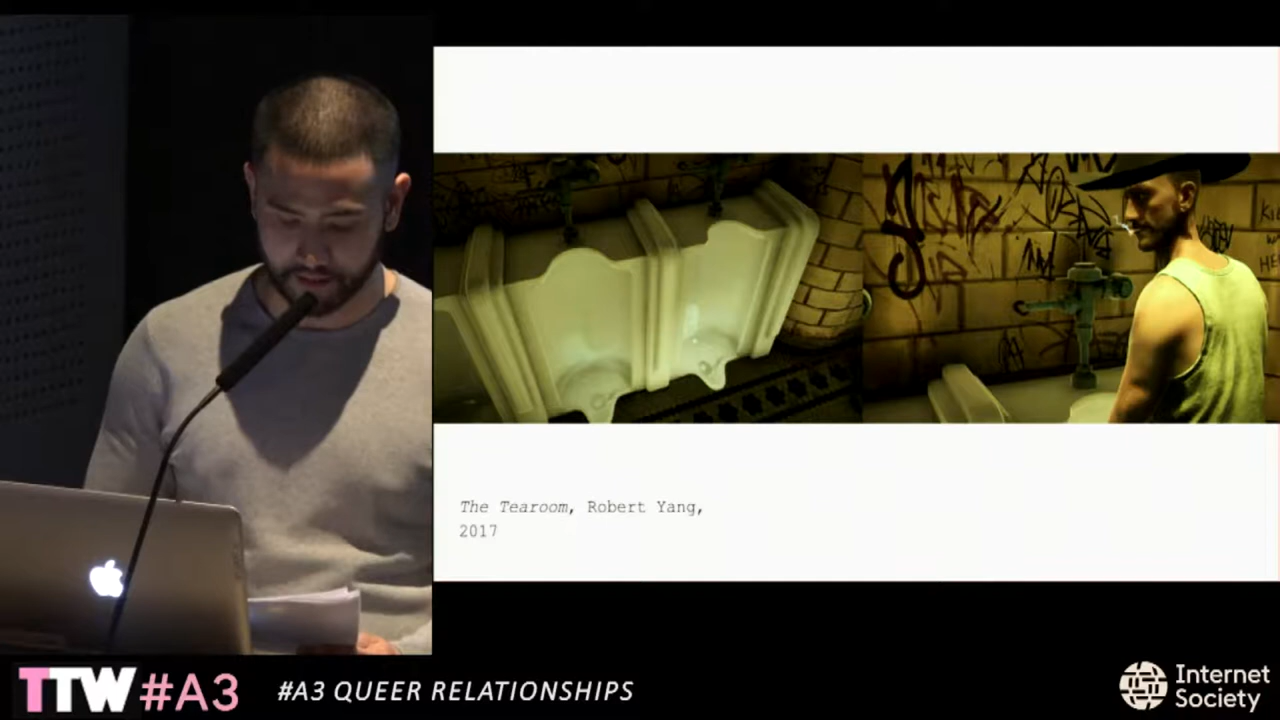 The Tearoom, Robert Yang,
2017
TTW #A3
#A3 QUEER RELATIONSHIPS
Internet
Society